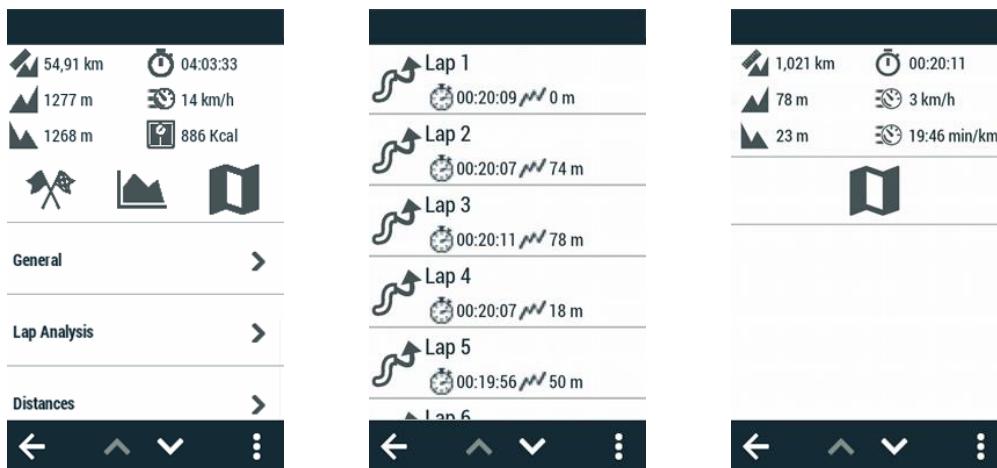 54,91 km 04:03:33
1277 m 14 km/h
1268 m 886 Kcal
General
Lap Analysis
Distances
Lap 1
00:20:09 0 m
Lap 2
00:20:07 74 m
Lap 3
00:20:11 78 m
Lap 4
00:20:07 18 m
Lap 5
00:19:56 50 m
Lap 6
1,021 km 00:20:11
78 m 3 km/h
23 m 19:46 min/km